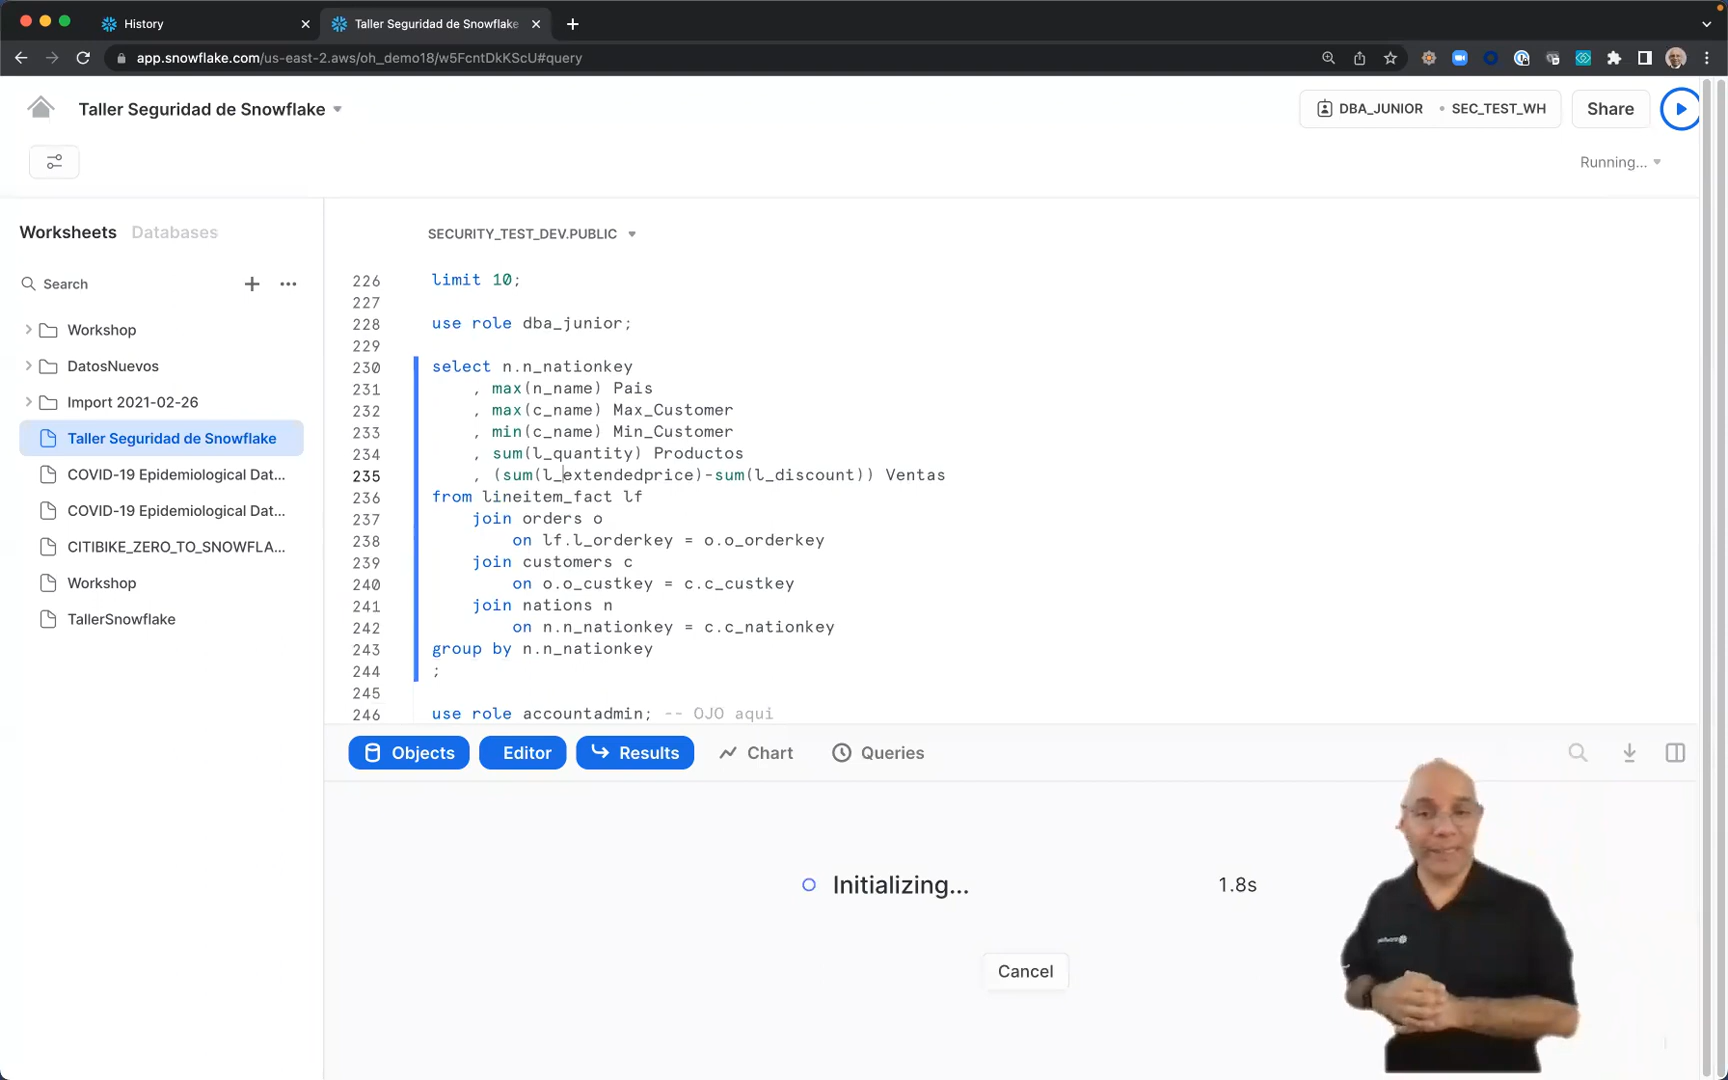 History
Taller Seguridad de Snowflake
app.snowflake.com/us-east-2.aws/oh_demo18/w5FcntDkKScU#query
Taller Seguridad de Snowflake
DBA_JUNIOR • SEC_TEST_WH
Share
Running...
Worksheets Databases
Search
Workshop
DatosNuevos
Import 2021-02-26
Taller Seguridad de Snowflake
COVID-19 Epidemiological Dat...
COVID-19 Epidemiological Dat...
CITIBIKE_ZERO_TO_SNOWFLA...
Workshop
TallerSnowflake
SECURITY_TEST_DEV.PUBLIC
226 limit 10;
227
228 use role dba_junior;
229
230 select n.n_nationkey
231 , max(n_name) Pais
232 , max(c_name) Max_Customer
233 , min(c_name) Min_Customer
234 , sum(l_quantity) Productos
235 , (sum(l_extendedprice)-sum(l_discount)) Ventas
236 from lineitem_fact lf
237 join orders o
238 on lf.l_orderkey = o.o_orderkey
239 join customers c
240 on o.o_custkey = c.c_custkey
241 join nations n
242 on n.n_nationkey = c.c_nationkey
243 group by n.n_nationkey
244 ;
245
246 use role accountadmin; -- OJO aqui
Objects Editor Results Chart Queries
Initializing... 1.8s
Cancel